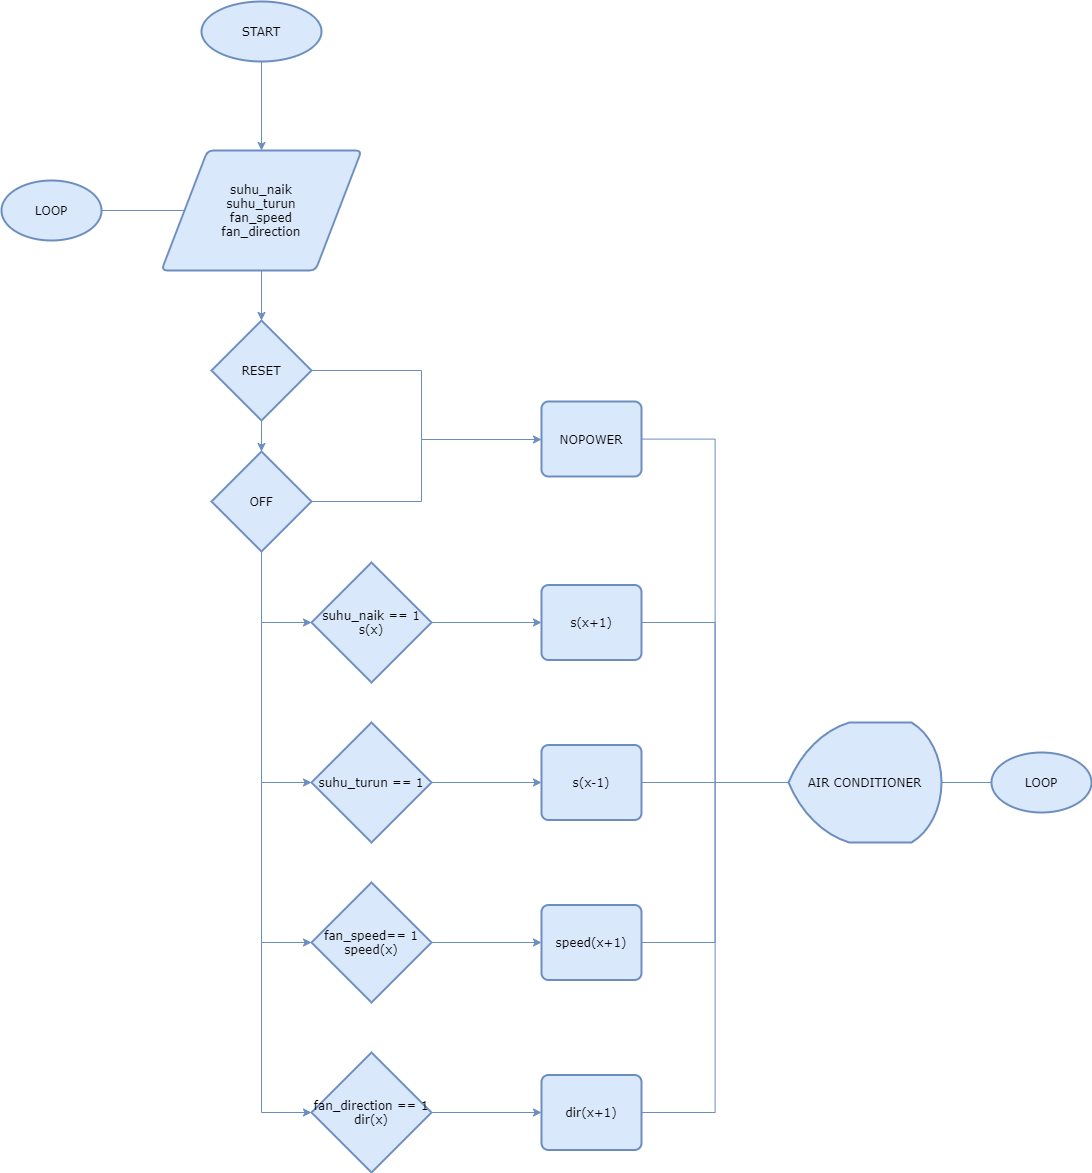 START
LOOP
suhu_naik
suhu_turun
fan_speed
fan_direction
RESET
NOPOWER
OFF
suhu_naik == 1
s(x)
s(x+1)
suhu_turun == 1
s(x-1)
AIR CONDITIONER
LOOP
fan_speed== 1
speed(x)
speed(x+1)
fan_direction == 1
dir(x)
dir(x+1)